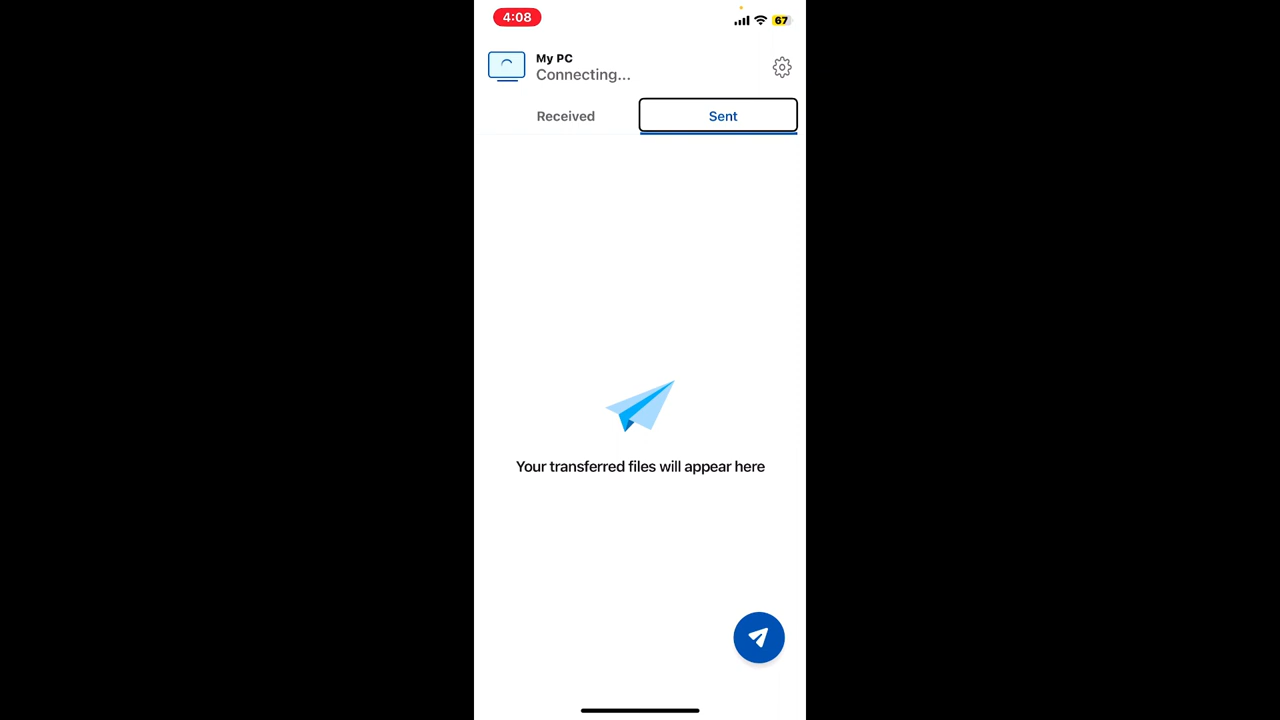 4:08
67
My PC
Connecting...
Received
Sent
Your transferred files will appear here